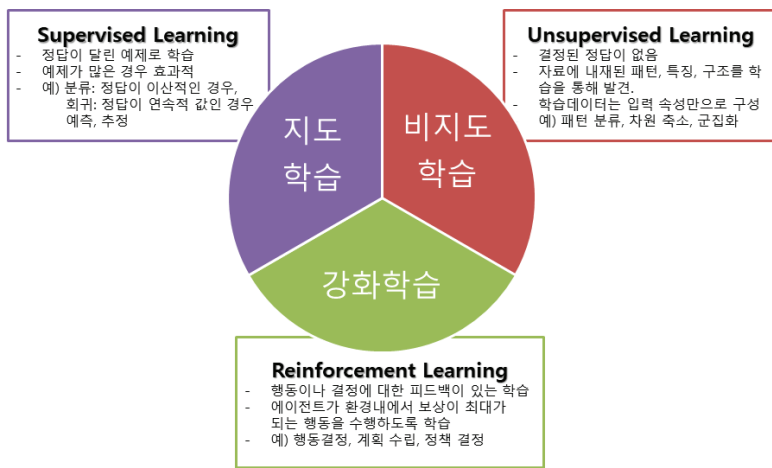 Supervised Learning
- 정답이 달린 예제로 학습
- 예제가 많은 경우 효과적
- 예) 분류: 정답이 이산적인 경우,
회귀: 정답이 연속적 값인 경우
예측, 추정
Unsupervised Learning
- 결정된 정답이 없음
- 자료에 내재된 패턴, 특징, 구조를 학
습을 통해 발견.
- 학습데이터는 입력 속성만으로 구성
예) 패턴 분류, 차원 축소, 군집화
지도
학습
비지도
학습
강화학습
Reinforcement Learning
- 행동이나 결정에 대한 피드백이 있는 학습
- 에이전트가 환경내에서 보상이 최대가
되는 행동을 수행하도록 학습
- 예) 행동결정, 계획 수립, 정책 결정